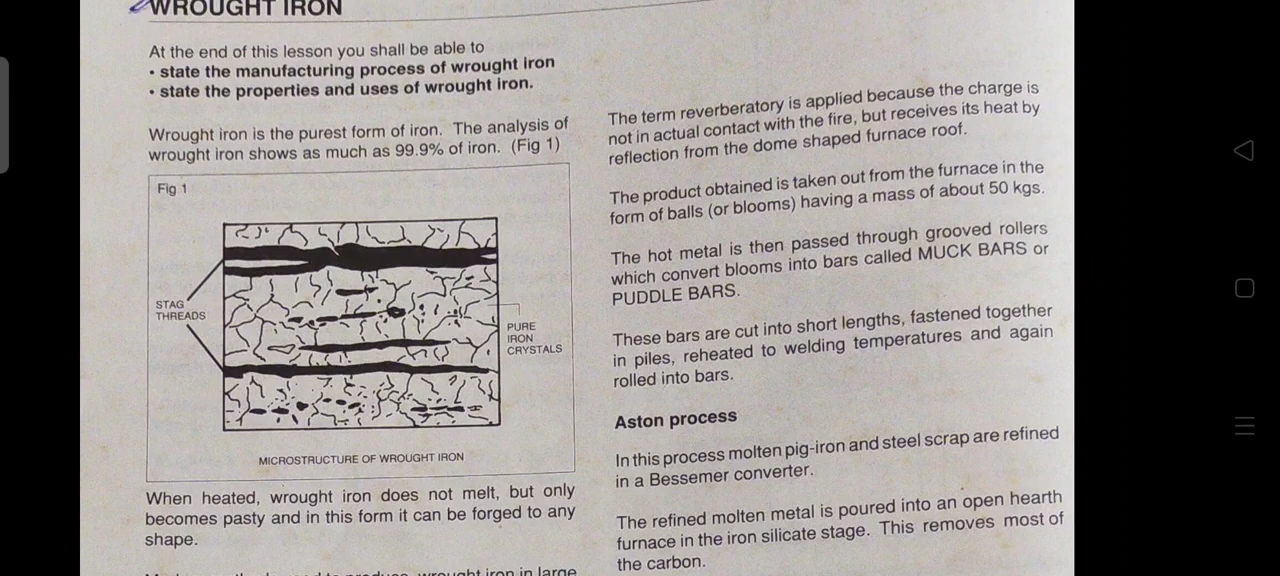 WROUGHT IRON
At the end of this lesson you shall be able to
• state the manufacturing process of wrought iron
• state the properties and uses of wrought iron.
Wrought iron is the purest form of iron. The analysis of
wrought iron shows as much as 99.9% of iron. (Fig 1)
Fig 1
STAG
THREADS
PURE
IRON
CRYSTALS
MICROSTRUCTURE OF WROUGHT IRON
When heated, wrought iron does not melt, but only
becomes pasty and in this form it can be forged to any
shape.
wrought iron in large
The term reverberatory is applied because the charge is
not in actual contact with the fire, but receives its heat by
reflection from the dome shaped furnace roof.
The product obtained is taken out from the furnace in the
form of balls (or blooms) having a mass of about 50 kgs.
The hot metal is then passed through grooved rollers
which convert blooms into bars called MUCK BARS or
PUDDLE BARS.
These bars are cut into short lengths, fastened together
in piles, reheated to welding temperatures and again
rolled into bars.
Aston process
In this process molten pig-iron and steel scrap are refined
in a Bessemer converter.
The refined molten metal is poured into an open hearth
furnace in the iron silicate stage. This removes most of
the carbon.